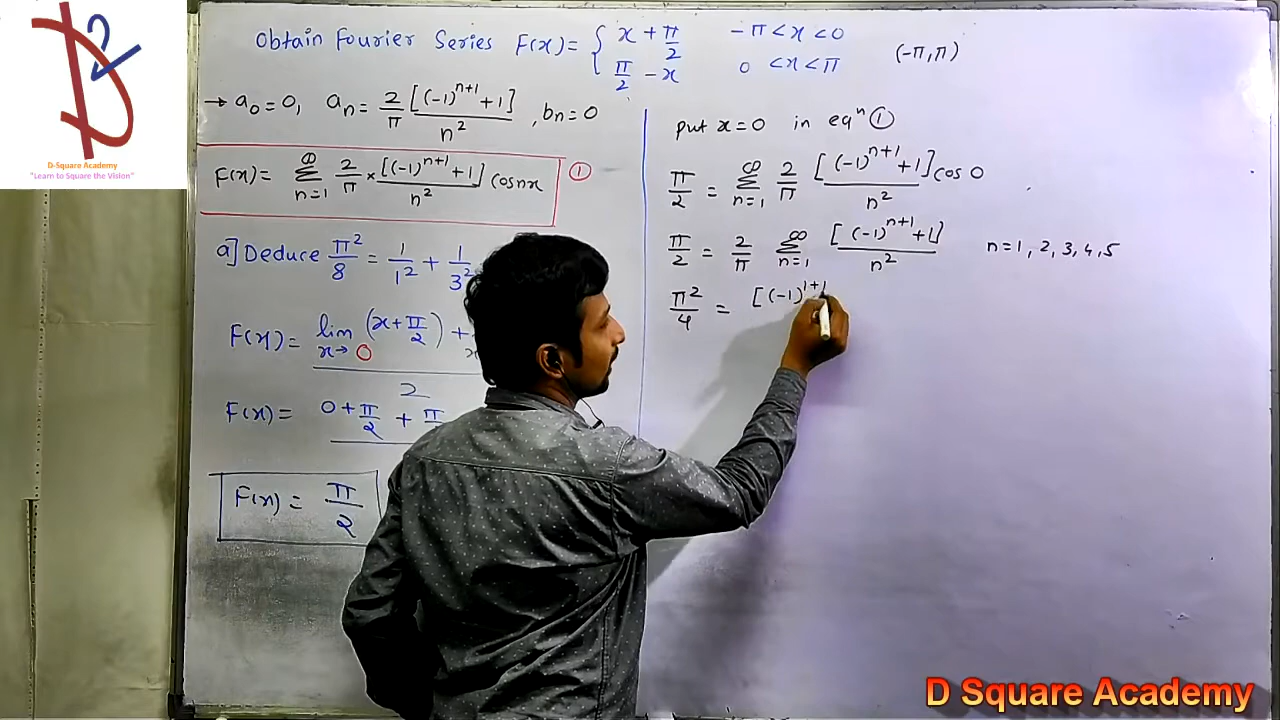 D-Square Academy
"Learn to Square the Vision"
Obtain Fourier Series F(x) = { x + π/2   -π < x < 0
π/2 - x   0 < x < π   (-π, π)
→ a₀ = 0, aₙ = 2/π [(-1)ⁿ⁺¹ + 1]/n² , bₙ = 0
F(x) = ∞Σn=1 2/π × [(-1)ⁿ⁺¹ + 1]/n² cos nx ①
a] Deduce π²/8 = 1/1² + 1/3²
F(x) = lim x→0 (x + π/2) +
2
F(x) = 0 + π/2 + π
F(x) = π/2
put x = 0 in eqⁿ ①
π/2 = ∞Σn=1 2/π [(-1)ⁿ⁺¹ + 1]/n² cos 0
π/2 = 2/π ∞Σn=1 [(-1)ⁿ⁺¹ + 1]/n²   n = 1, 2, 3, 4, 5
π²/4 = [(-1)¹⁺¹
D Square Academy